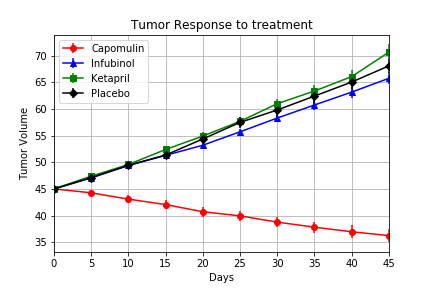 Tumor Response to treatment
Capomulin
Infubinol
Ketapril
Placebo
Tumor Volume
70
65
60
55
50
45
40
35
0 5 10 15 20 25 30 35 40 45
Days